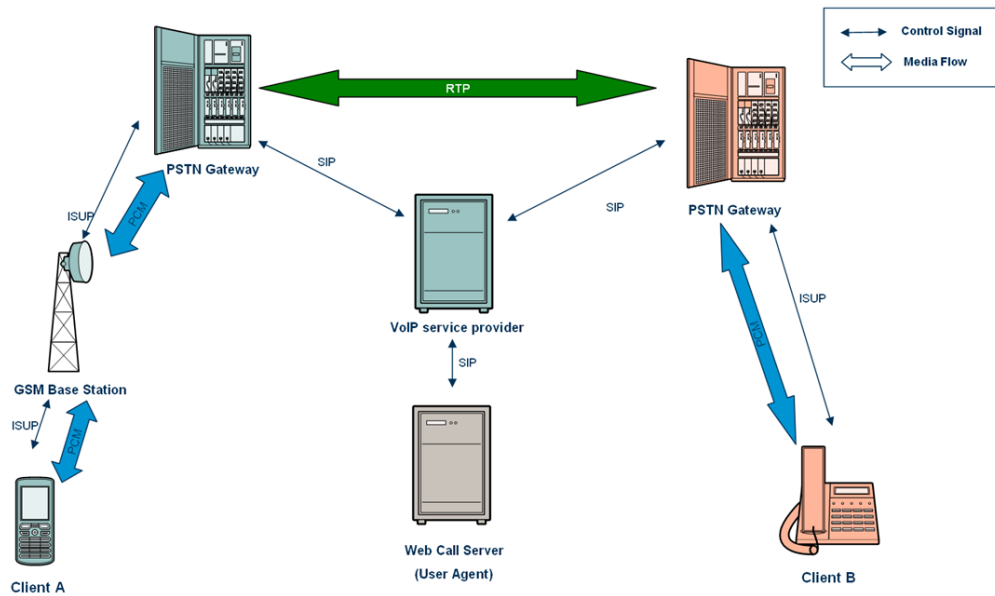 Control Signal
Media Flow
RTP
PSTN Gateway
PSTN Gateway
SIP
SIP
ISUP
PCM
ISUP
VoIP service provider
PCM
SIP
GSM Base Station
ISUP
PCM
Web Call Server
(User Agent)
Client A
Client B